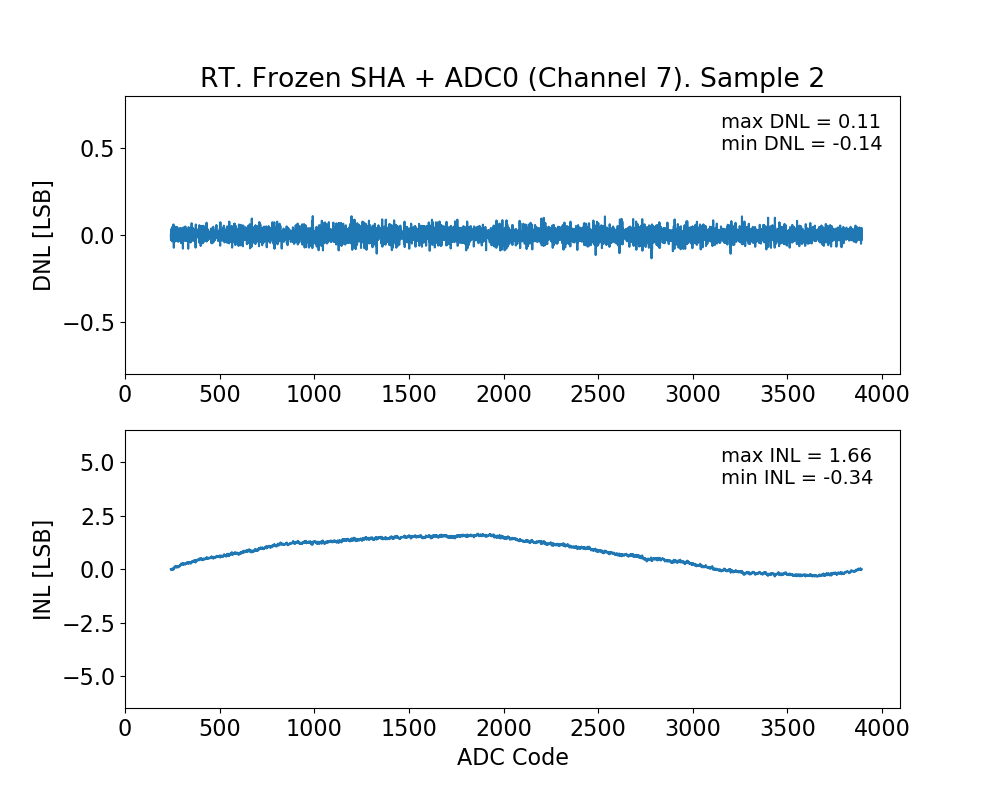 RT. Frozen SHA + ADC0 (Channel 7). Sample 2
max DNL = 0.11
min DNL = -0.14
DNL [LSB]
0.5
0.0
−0.5
0 500 1000 1500 2000 2500 3000 3500 4000
max INL = 1.66
min INL = -0.34
INL [LSB]
5.0
2.5
0.0
−2.5
−5.0
0 500 1000 1500 2000 2500 3000 3500 4000
ADC Code